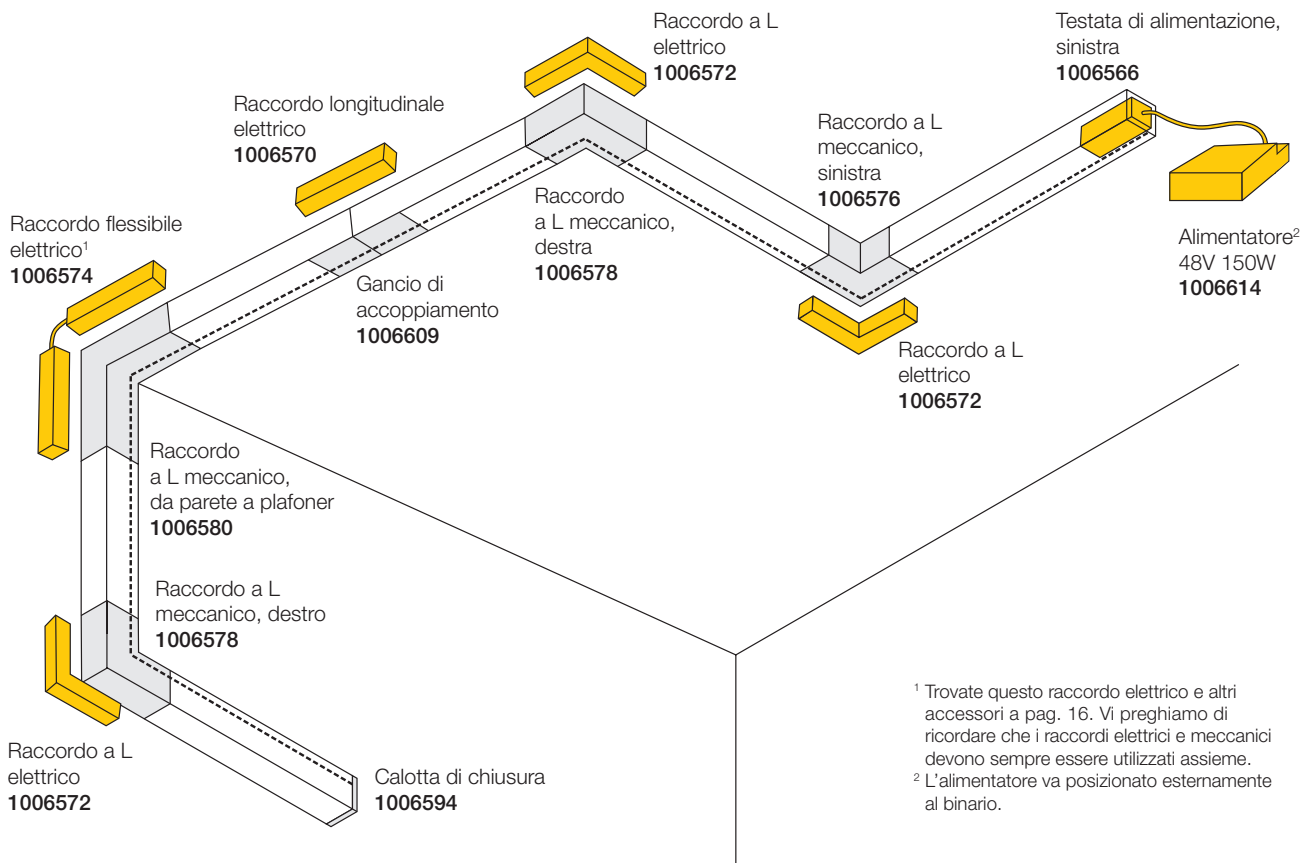 Raccordo a L
elettrico
1006572
Testata di alimentazione,
sinistra
1006566
Raccordo longitudinale
elettrico
1006570
Raccordo a L
meccanico,
sinistra
1006576
Raccordo flessibile
elettrico¹
1006574
Raccordo
a L meccanico,
destra
1006578
Alimentatore²
48V 150W
1006614
Gancio di
accoppiamento
1006609
Raccordo a L
elettrico
1006572
Raccordo
a L meccanico,
da parete a plafoner
1006580
Raccordo a L
meccanico, destro
1006578
Raccordo a L
elettrico
1006572
Calotta di chiusura
1006594
¹ Trovate questo raccordo elettrico e altri
accessori a pag. 16. Vi preghiamo di
ricordare che i raccordi elettrici e meccanici
devono sempre essere utilizzati assieme.
² L'alimentatore va posizionato esternamente
al binario.